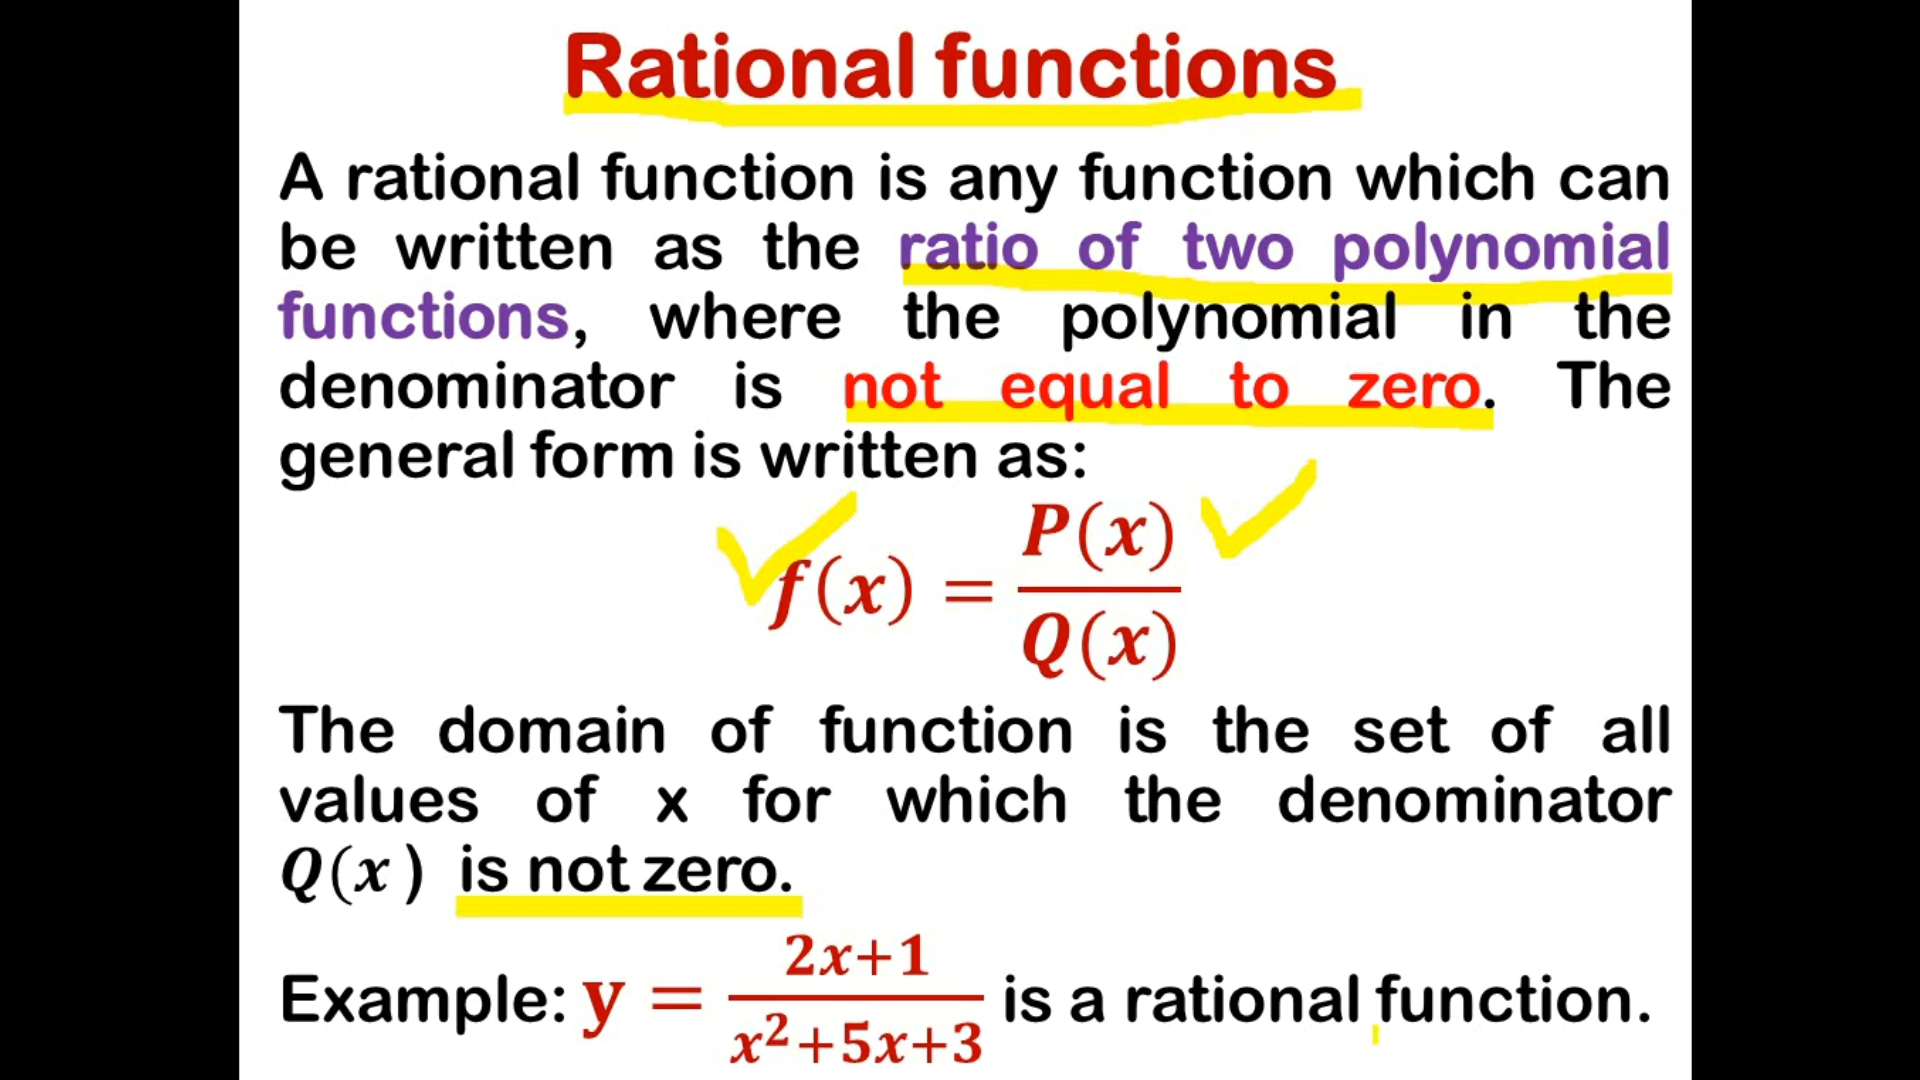 Rational functions
A rational function is any function which can
be written as the ratio of two polynomial
functions, where the polynomial in the
denominator is not equal to zero. The
general form is written as:
f(x) = P(x)/Q(x)
The domain of function is the set of all
values of x for which the denominator
Q(x) is not zero.
Example: y = 2x+1/x²+5x+3 is a rational function.